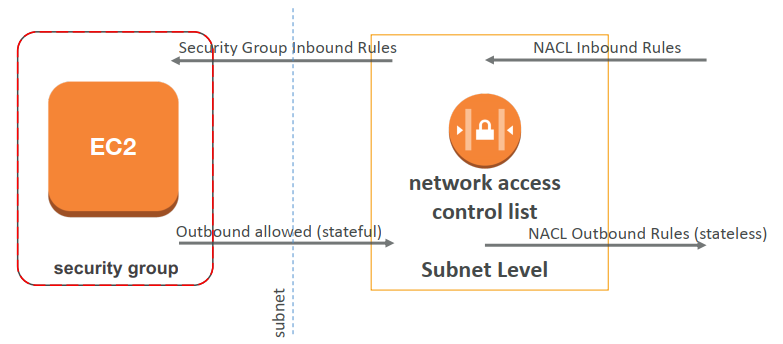 Security Group Inbound Rules
NACL Inbound Rules
EC2
network access
control list
Outbound allowed (stateful)
NACL Outbound Rules (stateless)
security group
Subnet Level
subnet